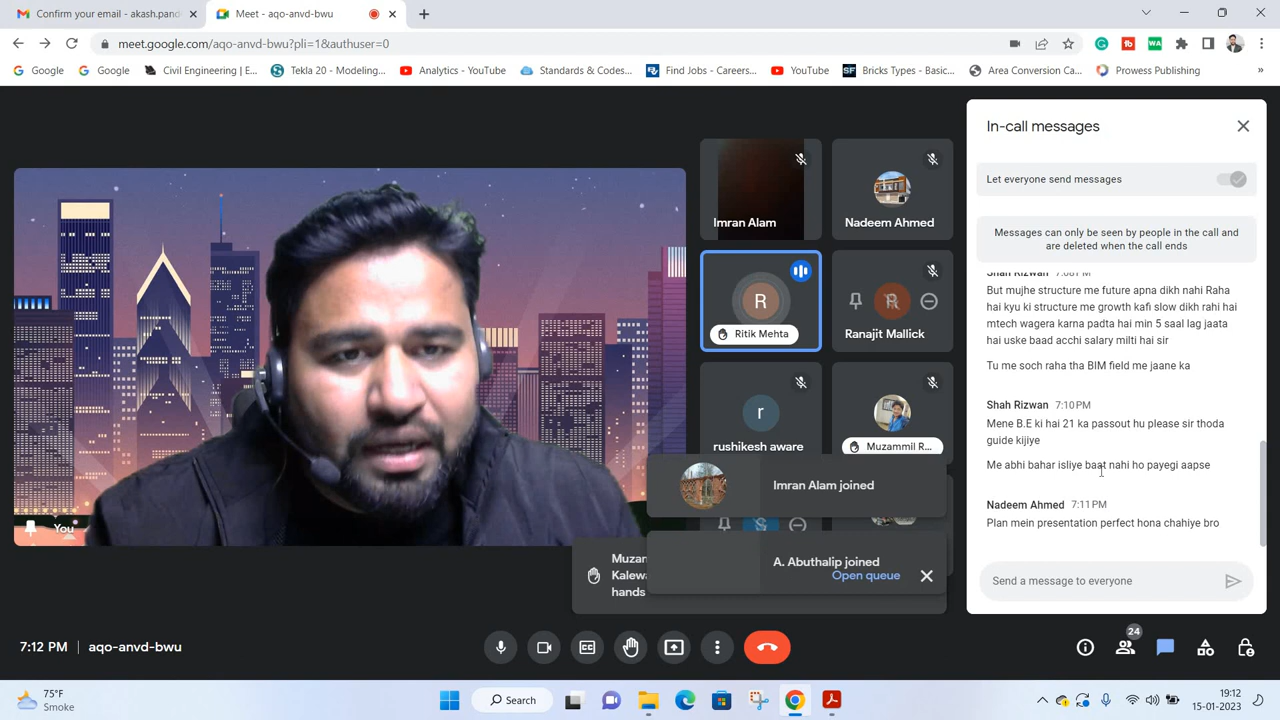 Confirm your email - akash.pand
Meet - aqo-anvd-bwu
meet.google.com/aqo-anvd-bwu?pli=1&authuser=0
Google
Google
Civil Engineering | E...
Tekla 20 - Modeling...
Analytics - YouTube
Standards & Codes...
Find Jobs - Careers...
YouTube
Bricks Types - Basic...
Area Conversion Ca...
Prowess Publishing
Imran Alam
Nadeem Ahmed
Ritik Mehta
Ranajit Mallick
rushikesh aware
Muzammil R...
You
Imran Alam joined
A. Abuthalip joined
Muzan
Kalewa
hands
Open queue
In-call messages
Let everyone send messages
Messages can only be seen by people in the call and
are deleted when the call ends
Shah Rizwan
But mujhe structure me future apna dikh nahi Raha
hai kyu ki structure me growth kafi slow dikh rahi hai
mtech wagera karna padta hai min 5 saal lag jaata
hai uske baad acchi salary milti hai sir
Tu me soch raha tha BIM field me jaane ka
Shah Rizwan 7:10 PM
Mene B.E ki hai 21 ka passout hu please sir thoda
guide kijiye
Me abhi bahar isliye baat nahi ho payegi aapse
Nadeem Ahmed 7:11 PM
Plan mein presentation perfect hona chahiye bro
Send a message to everyone
7:12 PM | aqo-anvd-bwu
24
75°F
Smoke
Search
19:12
15-01-2023